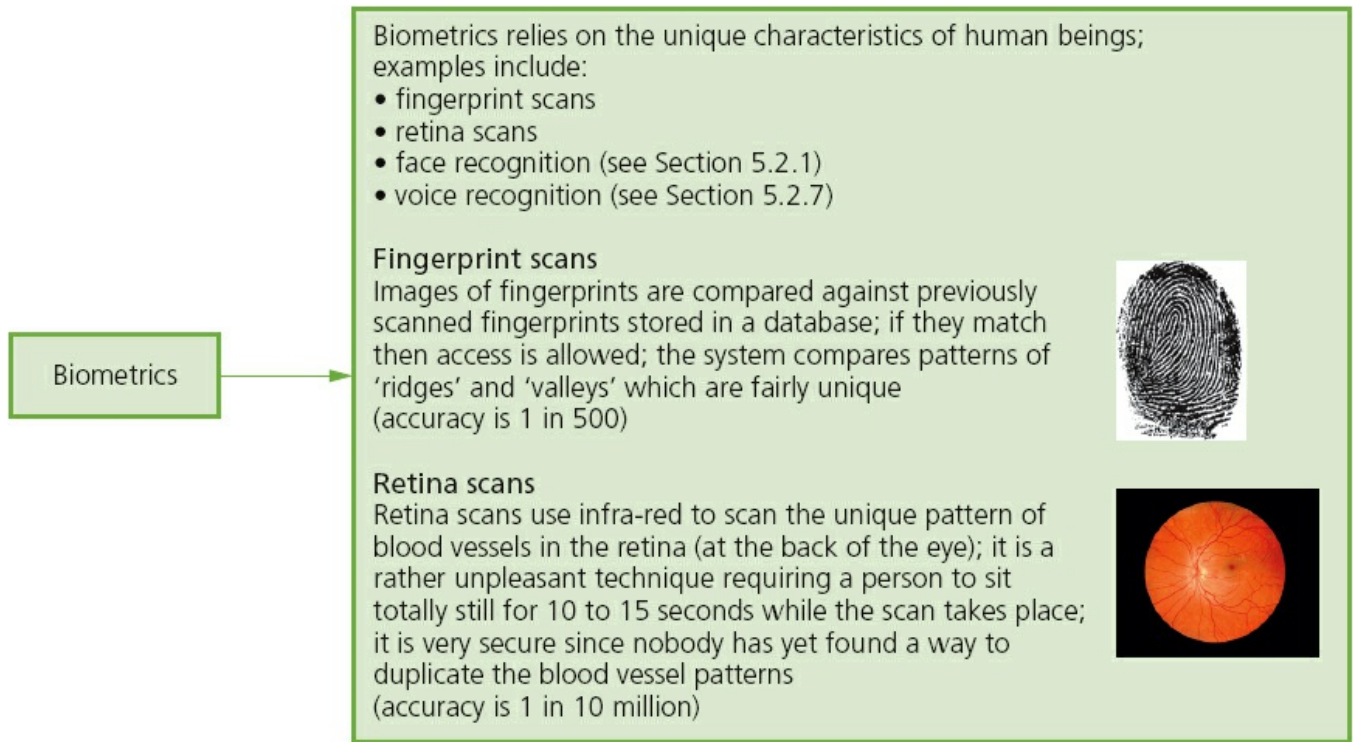 Biometrics
Biometrics relies on the unique characteristics of human beings;
examples include:
• fingerprint scans
• retina scans
• face recognition (see Section 5.2.1)
• voice recognition (see Section 5.2.7)
Fingerprint scans
Images of fingerprints are compared against previously
scanned fingerprints stored in a database; if they match
then access is allowed; the system compares patterns of
‘ridges’ and ‘valleys’ which are fairly unique
(accuracy is 1 in 500)
Retina scans
Retina scans use infra-red to scan the unique pattern of
blood vessels in the retina (at the back of the eye); it is a
rather unpleasant technique requiring a person to sit
totally still for 10 to 15 seconds while the scan takes place;
it is very secure since nobody has yet found a way to
duplicate the blood vessel patterns
(accuracy is 1 in 10 million)